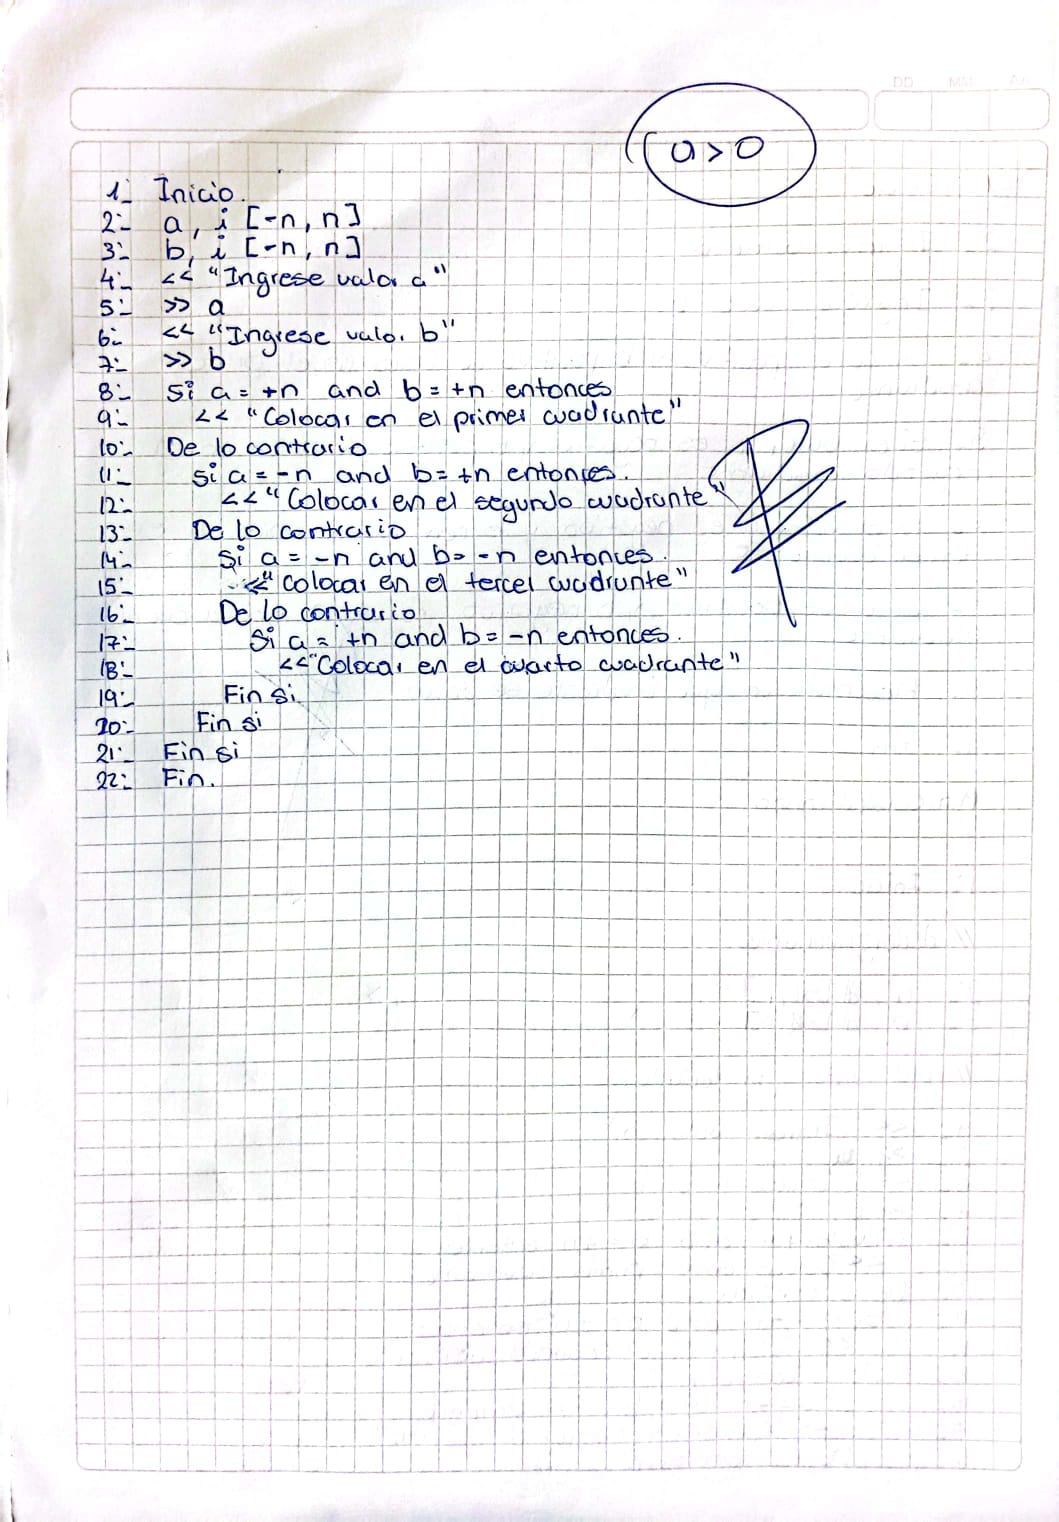 DD MM AA
a > 0
1- Inicio.
2- a, i [-n, n]
3- b, i [-n, n]
4- << "Ingrese valor a"
5- >> a
6- << "Ingrese valor b"
7- >> b
8- Si a = +n and b = +n entonces
9- << "Colocar en el primer cuadrante"
10- De lo contrario
11- si a = -n and b = +n entonces.
12- << "Colocar en el segundo cuadrante"
13- De lo contrario
14- Si a = -n and b = -n entonces.
15- << "Colocar en el tercer cuadrante"
16- De lo contrario
17- Si a = +n and b = -n entonces.
18- << "Colocar en el cuarto cuadrante"
19- Fin si
20- Fin si
21- Fin si
22- Fin.